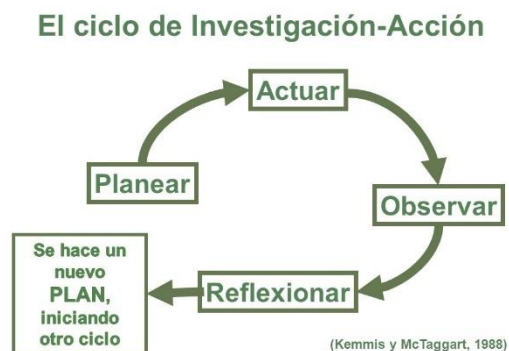 El ciclo de Investigación-Acción
Actuar
Planear
Observar
Se hace un
nuevo
PLAN,
iniciando
otro ciclo
Reflexionar
(Kemmis y McTaggart, 1988)